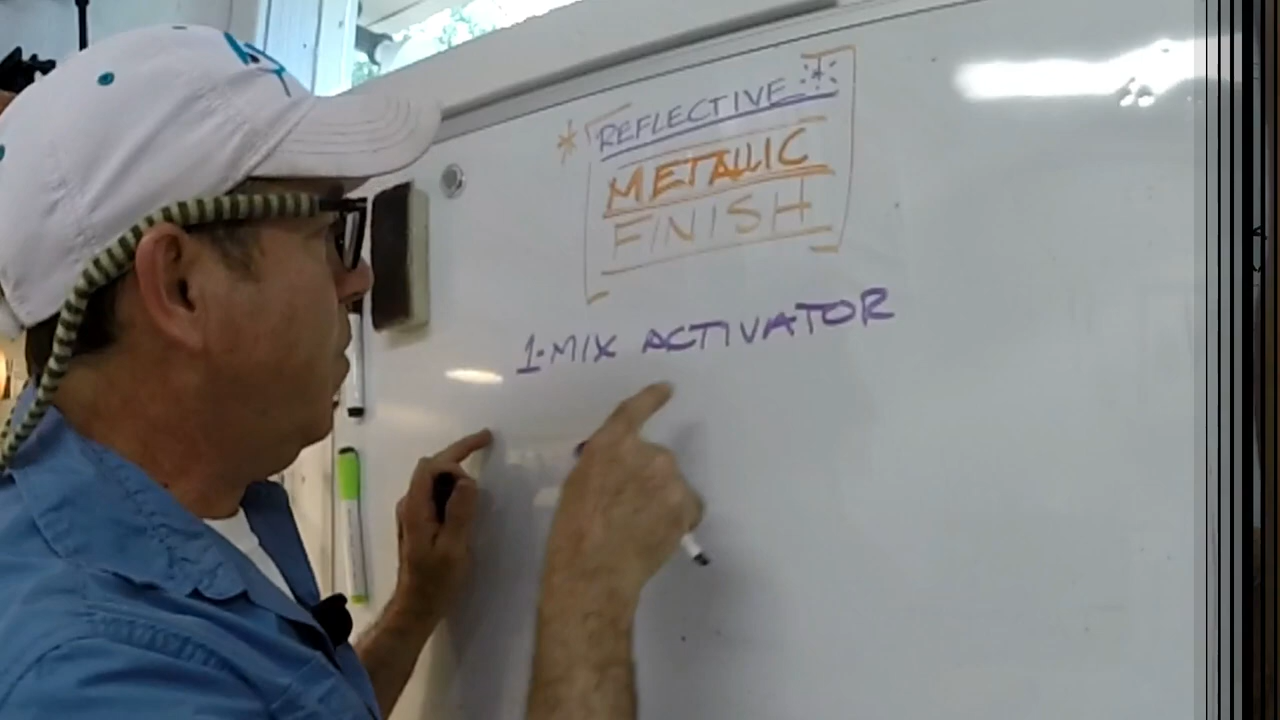 * REFLECTIVE
METALLIC
FINISH
1-MIX ACTIVATOR